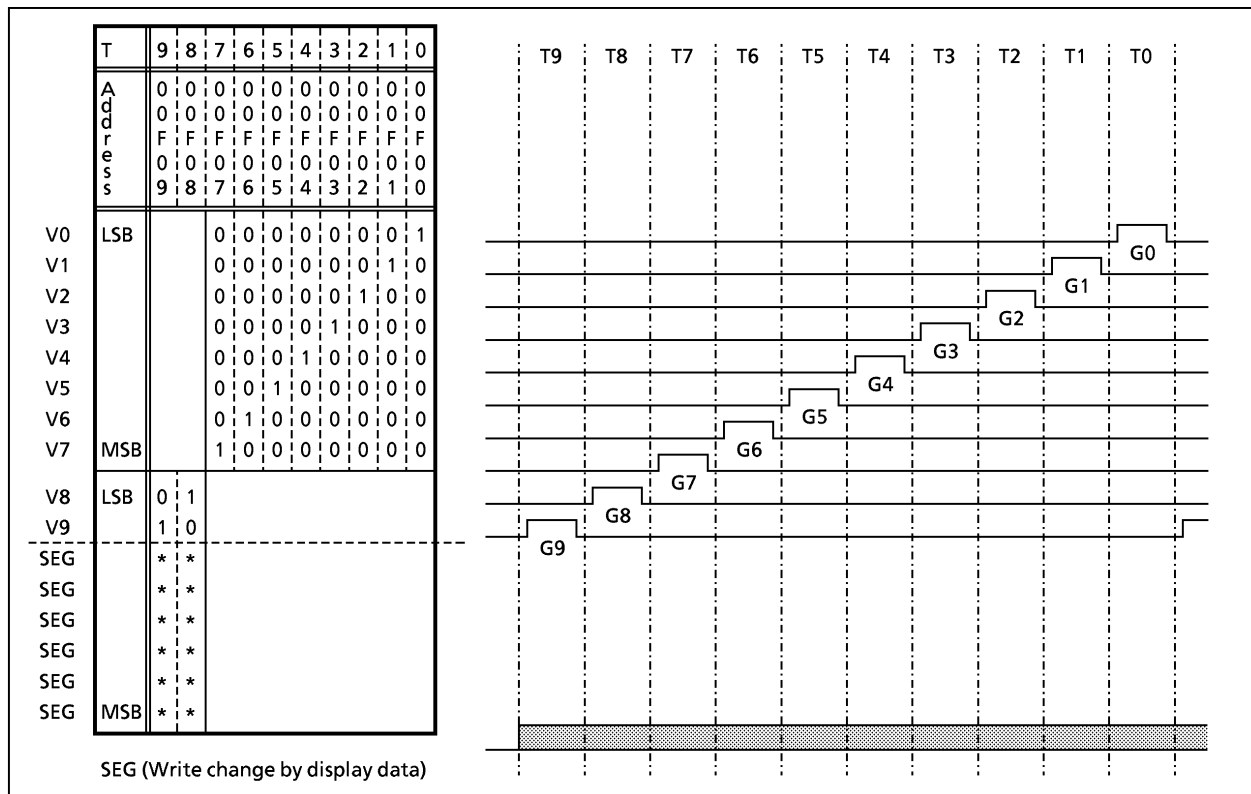 T 9 8 7 6 5 4 3 2 1 0
Address
0 0 0 0 0 0 0 0 0 0
0 0 0 0 0 0 0 0 0 0
F F F F F F F F F F
0 0 0 0 0 0 0 0 0 0
9 8 7 6 5 4 3 2 1 0
V0 LSB 0 0 0 0 0 0 0 1
V1 0 0 0 0 0 0 1 0
V2 0 0 0 0 0 1 0 0
V3 0 0 0 0 1 0 0 0
V4 0 0 0 1 0 0 0 0
V5 0 0 1 0 0 0 0 0
V6 0 1 0 0 0 0 0 0
V7 MSB 1 0 0 0 0 0 0 0
V8 LSB 0 1
V9 1 0
SEG * *
SEG * *
SEG * *
SEG * *
SEG * *
SEG MSB * *
SEG (Write change by display data)
T9 T8 T7 T6 T5 T4 T3 T2 T1 T0
G0
G1
G2
G3
G4
G5
G6
G7
G8
G9